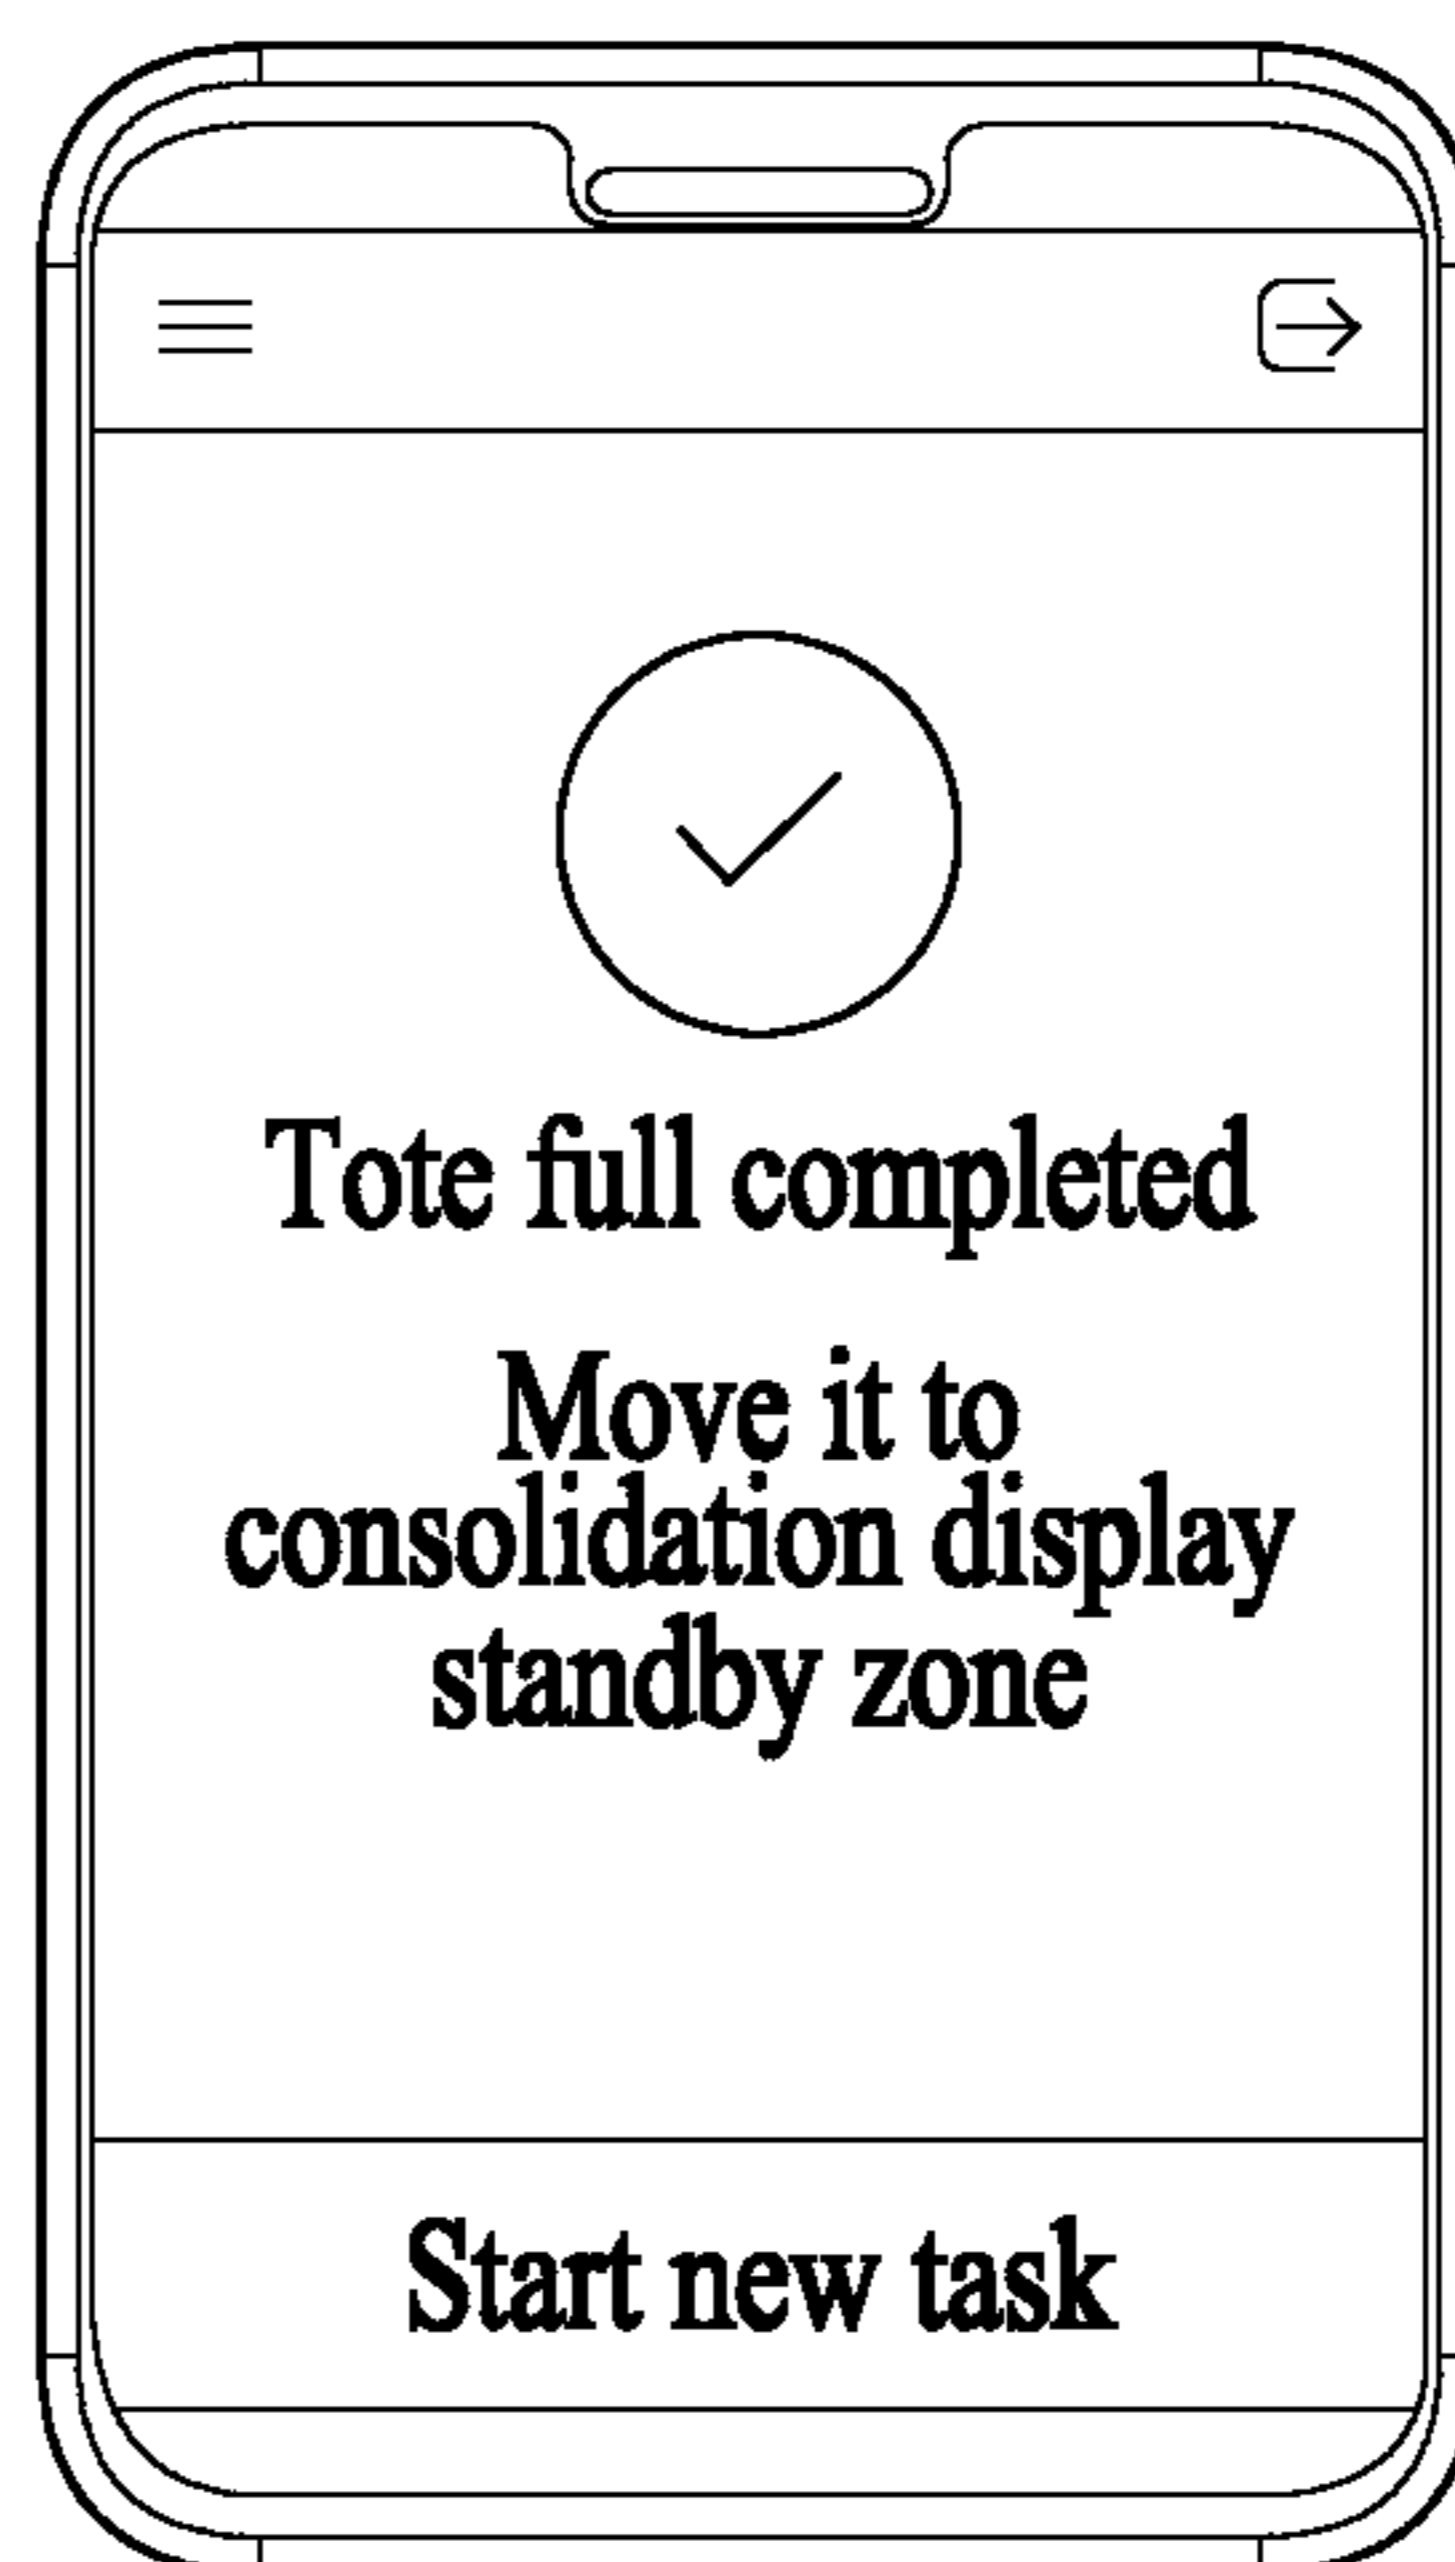 Tote full completed
Move it to
consolidation display
standby zone
Start new task